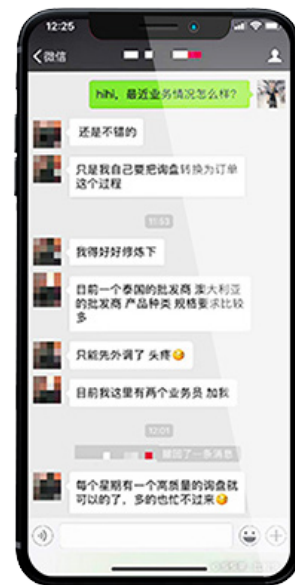 12:25
微信
hihi，最近业务情况怎么样？
还是不错的
只是我自己要把询盘转换为订单
这个过程
11:53
我得好好修炼下
目前一个泰国的批发商 澳大利亚
的批发商 产品种类 规格要求比较
多
只能先外调了 头疼
目前我这里有两个业务员 加我
12:01
撤回了一条消息
每个星期有一个高质量的询盘就
可以的了，多的也忙不过来